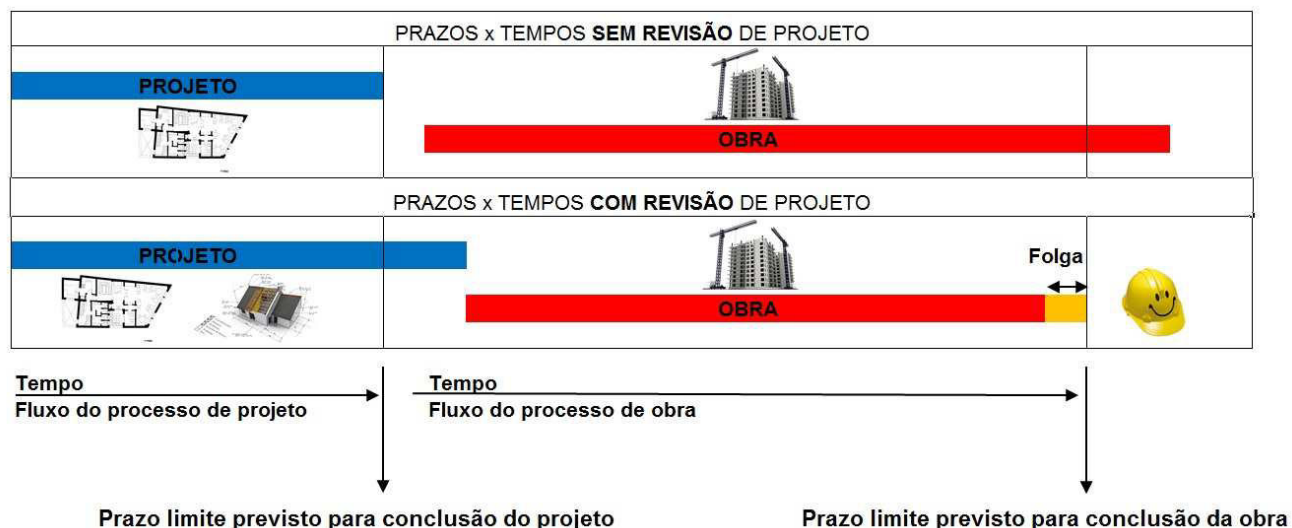 PRAZOS x TEMPOS SEM REVISÃO DE PROJETO
PROJETO
OBRA
PRAZOS x TEMPOS COM REVISÃO DE PROJETO
PROJETO
Folga
OBRA
Tempo
Fluxo do processo de projeto
Tempo
Fluxo do processo de obra
Prazo limite previsto para conclusão do projeto
Prazo limite previsto para conclusão da obra